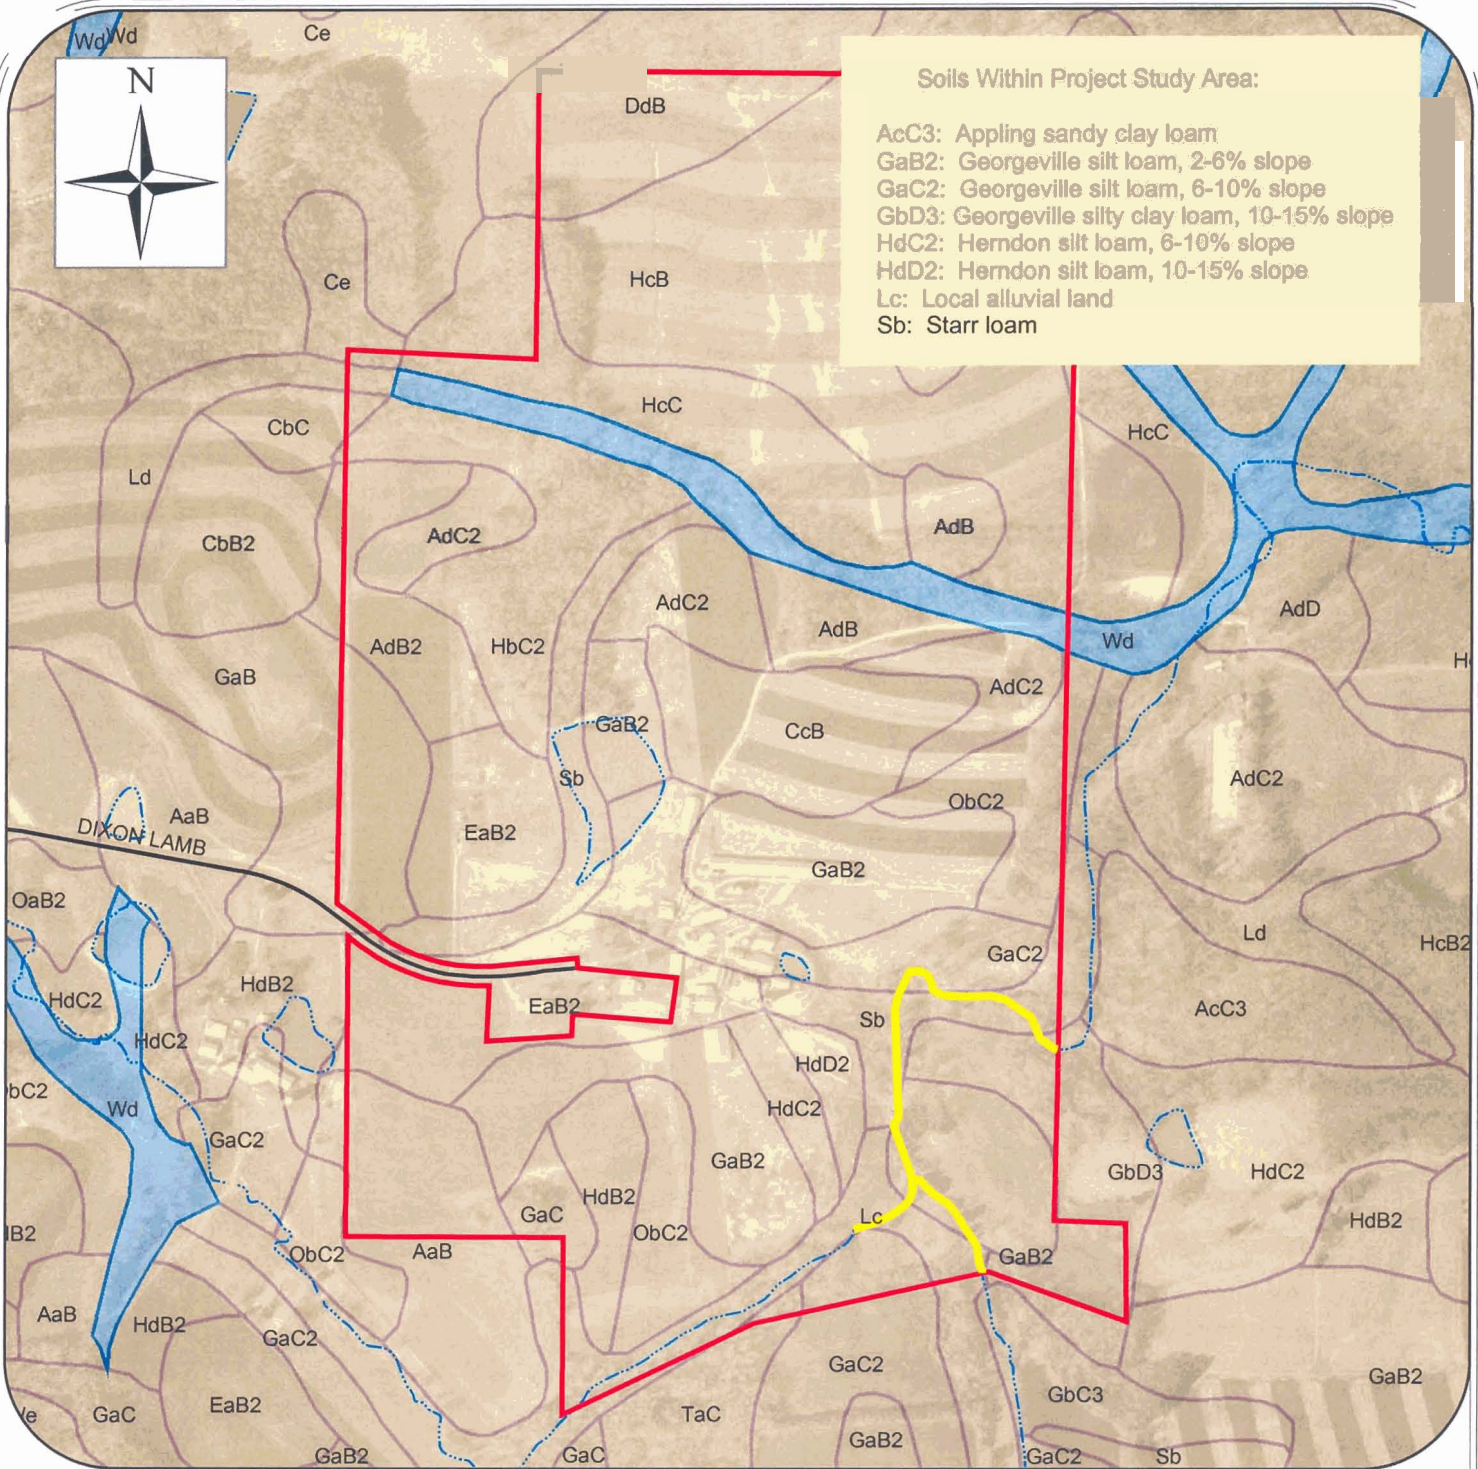 WdWd
Ce
N
DdB
Soils Within Project Study Area:
AcC3: Appling sandy clay loam
GaB2: Georgeville silt loam, 2-6% slope
GaC2: Georgeville silt loam, 6-10% slope
GbD3: Georgeville silty clay loam, 10-15% slope
HdC2: Herndon silt loam, 6-10% slope
HdD2: Herndon silt loam, 10-15% slope
Lc: Local alluvial land
Sb: Starr loam
Ce
HcB
HcC
CbC
HcC
Ld
CbB2
AdC2
AdB
AdC2
AdB
AdD
Wd
AdB2
HbC2
GaB
AdC2
GaB2
CcB
Sb
AdC2
ObC2
AaB
DIXON LAMB
EaB2
GaB2
OaB2
Ld
HcB2
GaC2
HdB2
HdC2
EaB2
AcC3
Sb
HdC2
HdD2
bC2
Wd
HdC2
GaC2
GaB2
GbD3
HdC2
HdB2
GaC
Lc
HdB2
ObC2
IB2
ObC2
AaB
GaB2
AaB
HdB2
GaC2
GaC2
GaB2
GbC3
EaB2
GaC
TaC
GaB2
GaB2
GaC
GaC2
Sb